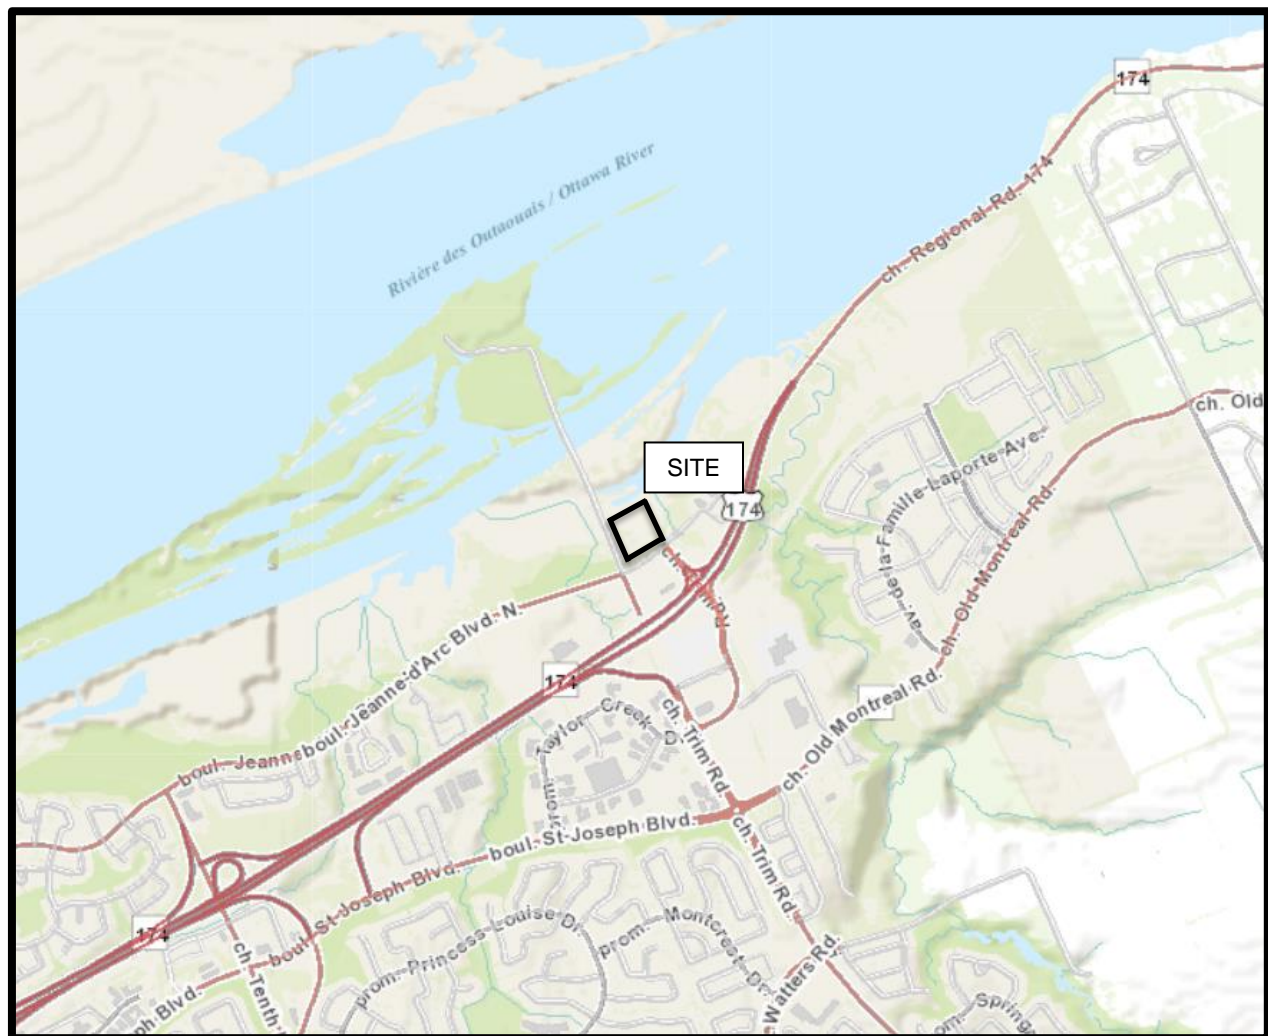 174
Rivière des Outaouais / Ottawa River
ch. Regional Rd. 174
ch. Old
SITE
174
av. de-la-Famille-Laporte-Ave.
ch. Old-Montreal-Rd.
boul. Jeanne
boul. Jeanne-d'Arc Blvd. N.
174
Taylor Creek
D.
prom.
ch. Trim Rd.
ch. Old Montreal Rd.
boul. St-Joseph Blvd.
ch. Trim Rd.
boul. St-Joseph Blvd.
174
prom. Princess-Louise Dr.
prom. Montcrest-Dr.
Watters Rd.
ch. Tenth
ph Blvd.
om. Spring